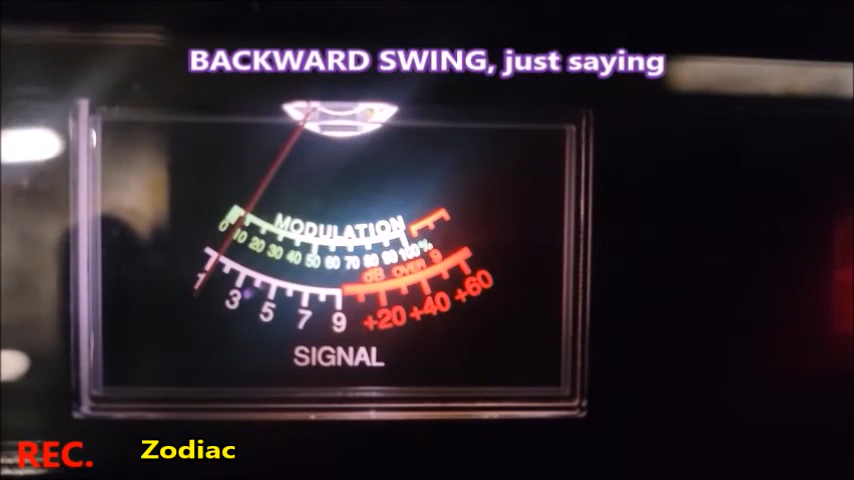 BACKWARD SWING, just saying
MODULATION
0 10 20 30 40 50 60 70 80 90 100%
dB OVER 9
1 3 5 7 9 +20 +40 +60
SIGNAL
REC. Zodiac